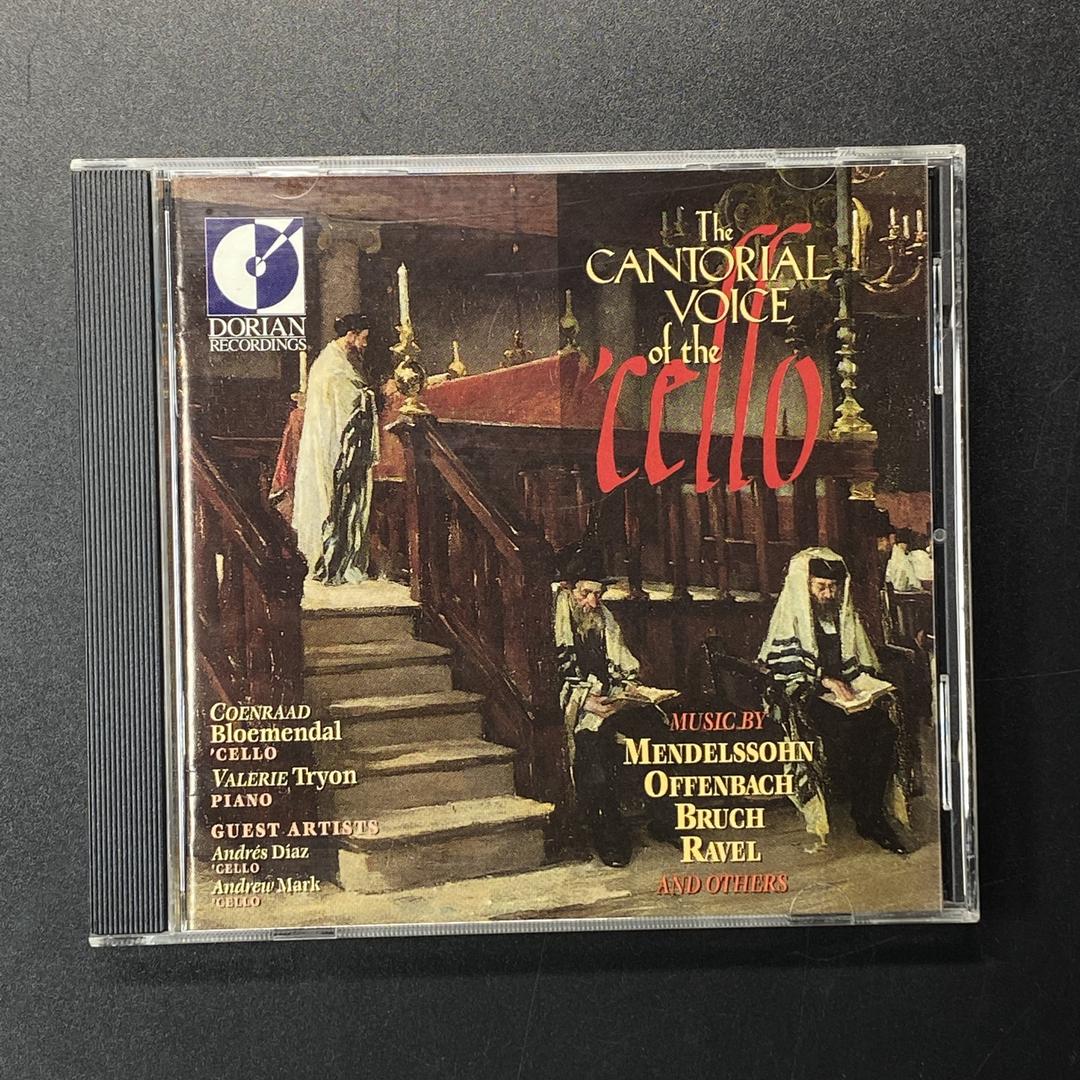 DORIAN
RECORDINGS
The
CANTORIAL
VOICE
of the
'cello
COENRAAD
Bloemendal
'CELLO
VALERIE Tryon
PIANO
GUEST ARTISTS
Andrés Díaz
'CELLO
Andrew Mark
'CELLO
MUSIC BY
MENDELSSOHN
OFFENBACH
BRUCH
RAVEL
AND OTHERS